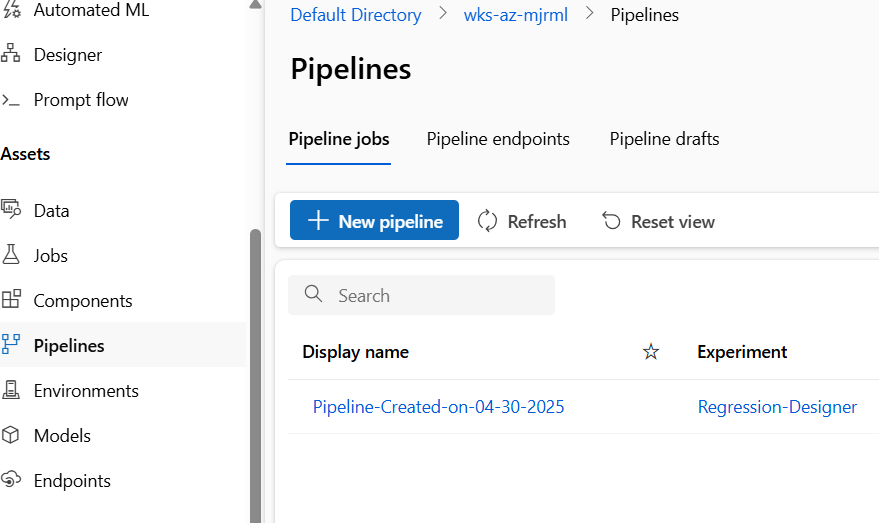 Automated ML
Designer
Prompt flow
Assets
Data
Jobs
Components
Pipelines
Environments
Models
Endpoints
Default Directory > wks-az-mjrml > Pipelines
Pipelines
Pipeline jobs Pipeline endpoints Pipeline drafts
New pipeline Refresh Reset view
Search
Display name Experiment
Pipeline-Created-on-04-30-2025 Regression-Designer